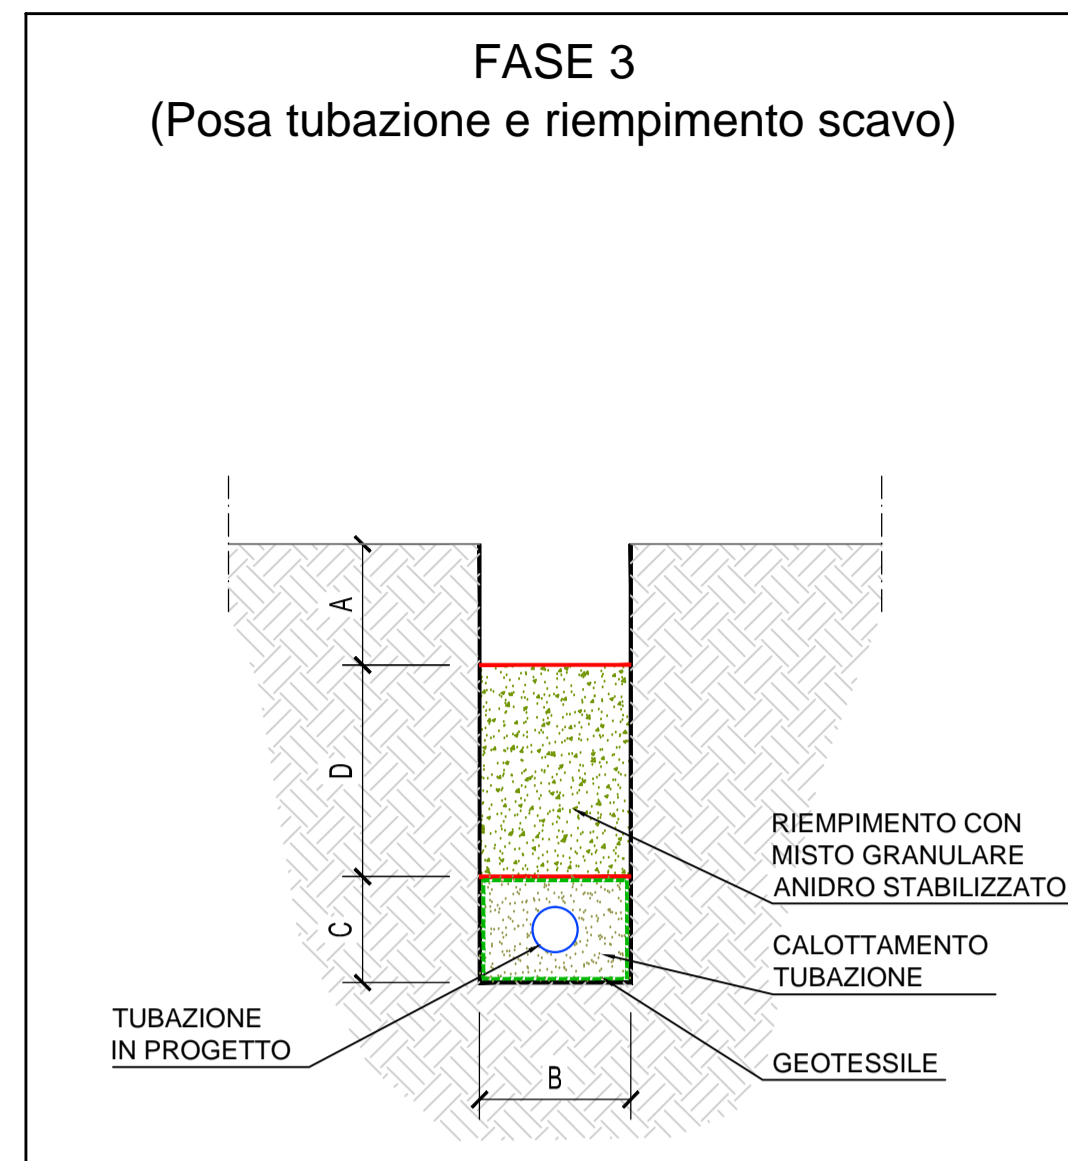 FASE 3
(Posa tubazione e riempimento scavo)
A
D
C
B
RIEMPIMENTO CON
MISTO GRANULARE
ANIDRO STABILIZZATO
CALOTTAMENTO
TUBAZIONE
TUBAZIONE
IN PROGETTO
GEOTESSILE